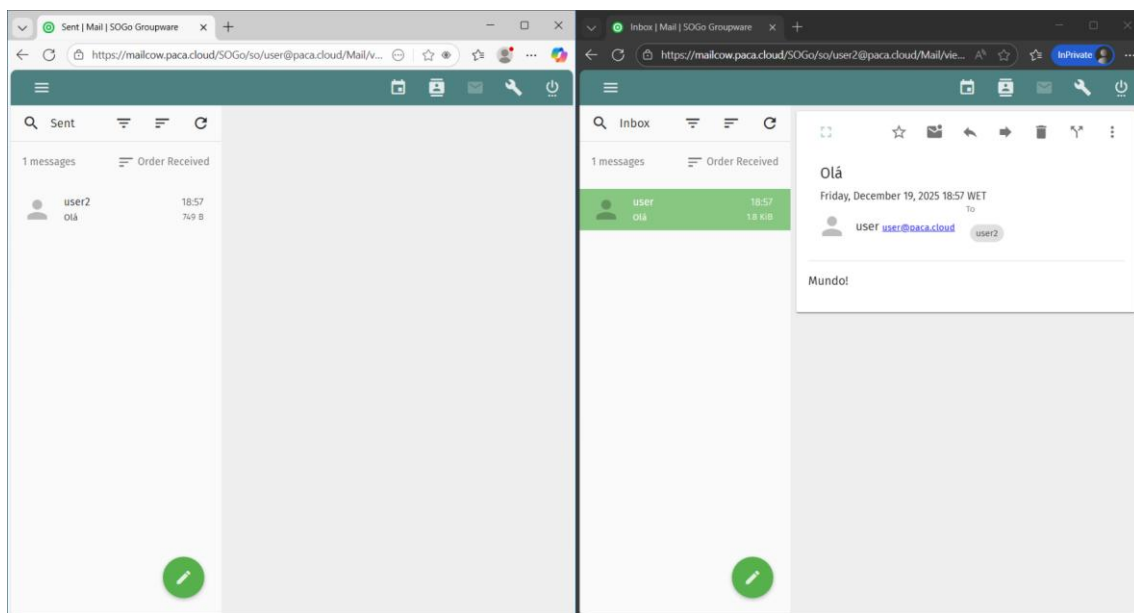 Sent | Mail | SOGo Groupware
https://mailcow.paca.cloud/SOGo/so/user@paca.cloud/Mail/v...
Sent
1 messages
Order Received
user2
18:57
Olá
749 B
Inbox | Mail | SOGo Groupware
https://mailcow.paca.cloud/SOGo/so/user2@paca.cloud/Mail/vie...
InPrivate
Inbox
1 messages
Order Received
user
18:57
Olá
1.8 KiB
Olá
Friday, December 19, 2025 18:57 WET
To
user user@paca.cloud
user2
Mundo!